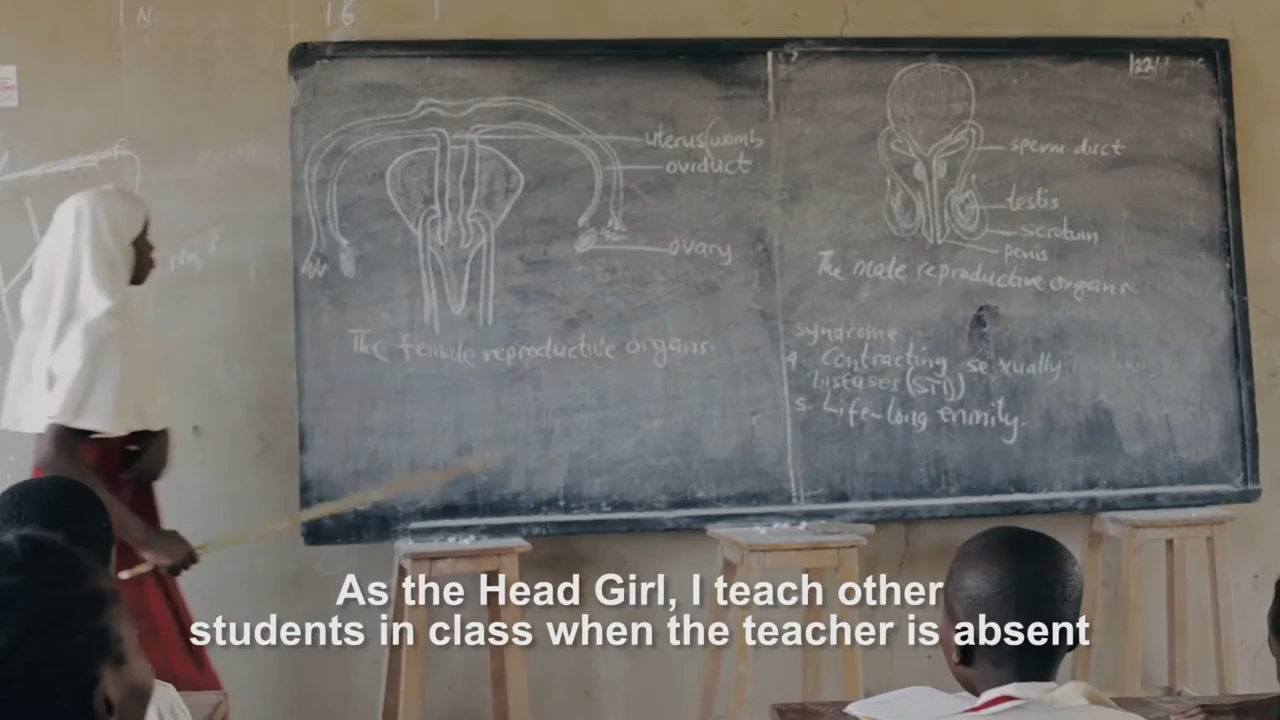 N
16
uterus/womb
oviduct
ovary
The female reproductive organs.
sperm duct
testis
scrotum
penis
The male reproductive organs
syndrome
4. Contracting sexually
Diseases (STD)
5. Life-long enmity.
As the Head Girl, I teach other
students in class when the teacher is absent